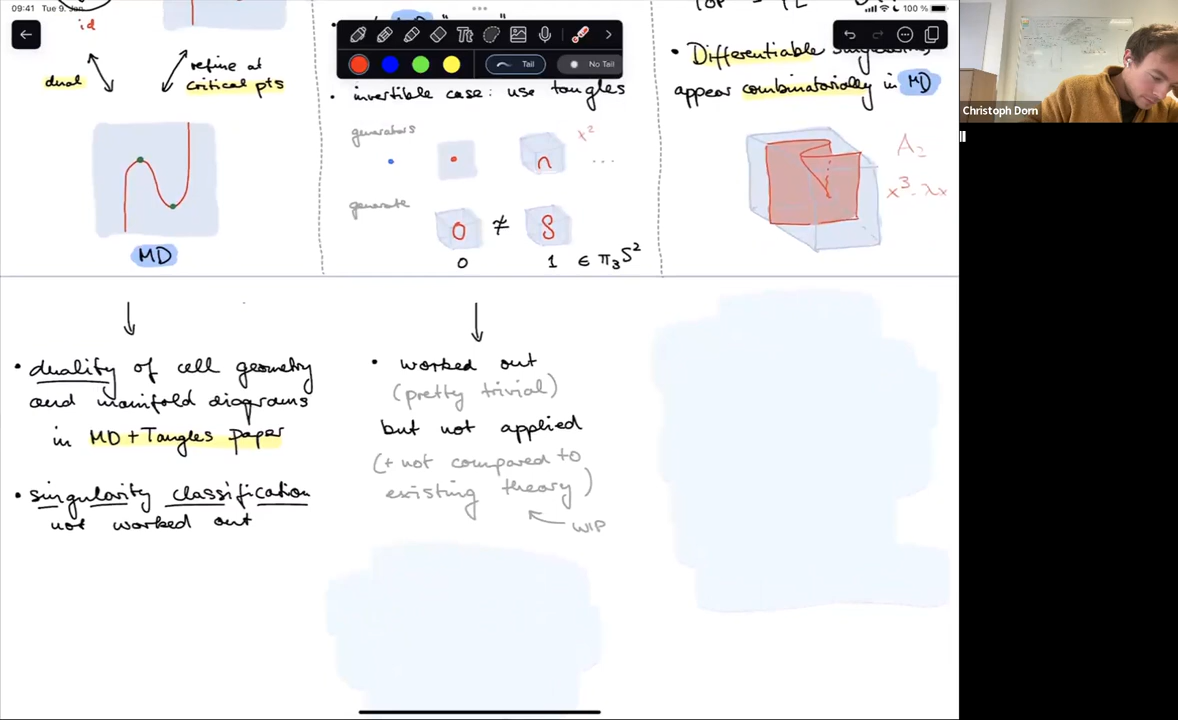 09:41 Tue 9. Jan
100 %
id
dual
refine at
critical pts
MD
Tail
No Tail
• invertible case: use tangles
generators
x²
...
generate
0 ≠ 8
0 1 ∈ π₃S²
• Differentiable
appear combinatorially in MD
A₂
x³ - λx
• duality of cell geometry
and manifold diagrams
in MD + Tangles paper
• singularity classification
not worked out
• worked out
(pretty trivial)
but not applied
(+ not compared to
existing theory)
WIP
Christoph Dorn